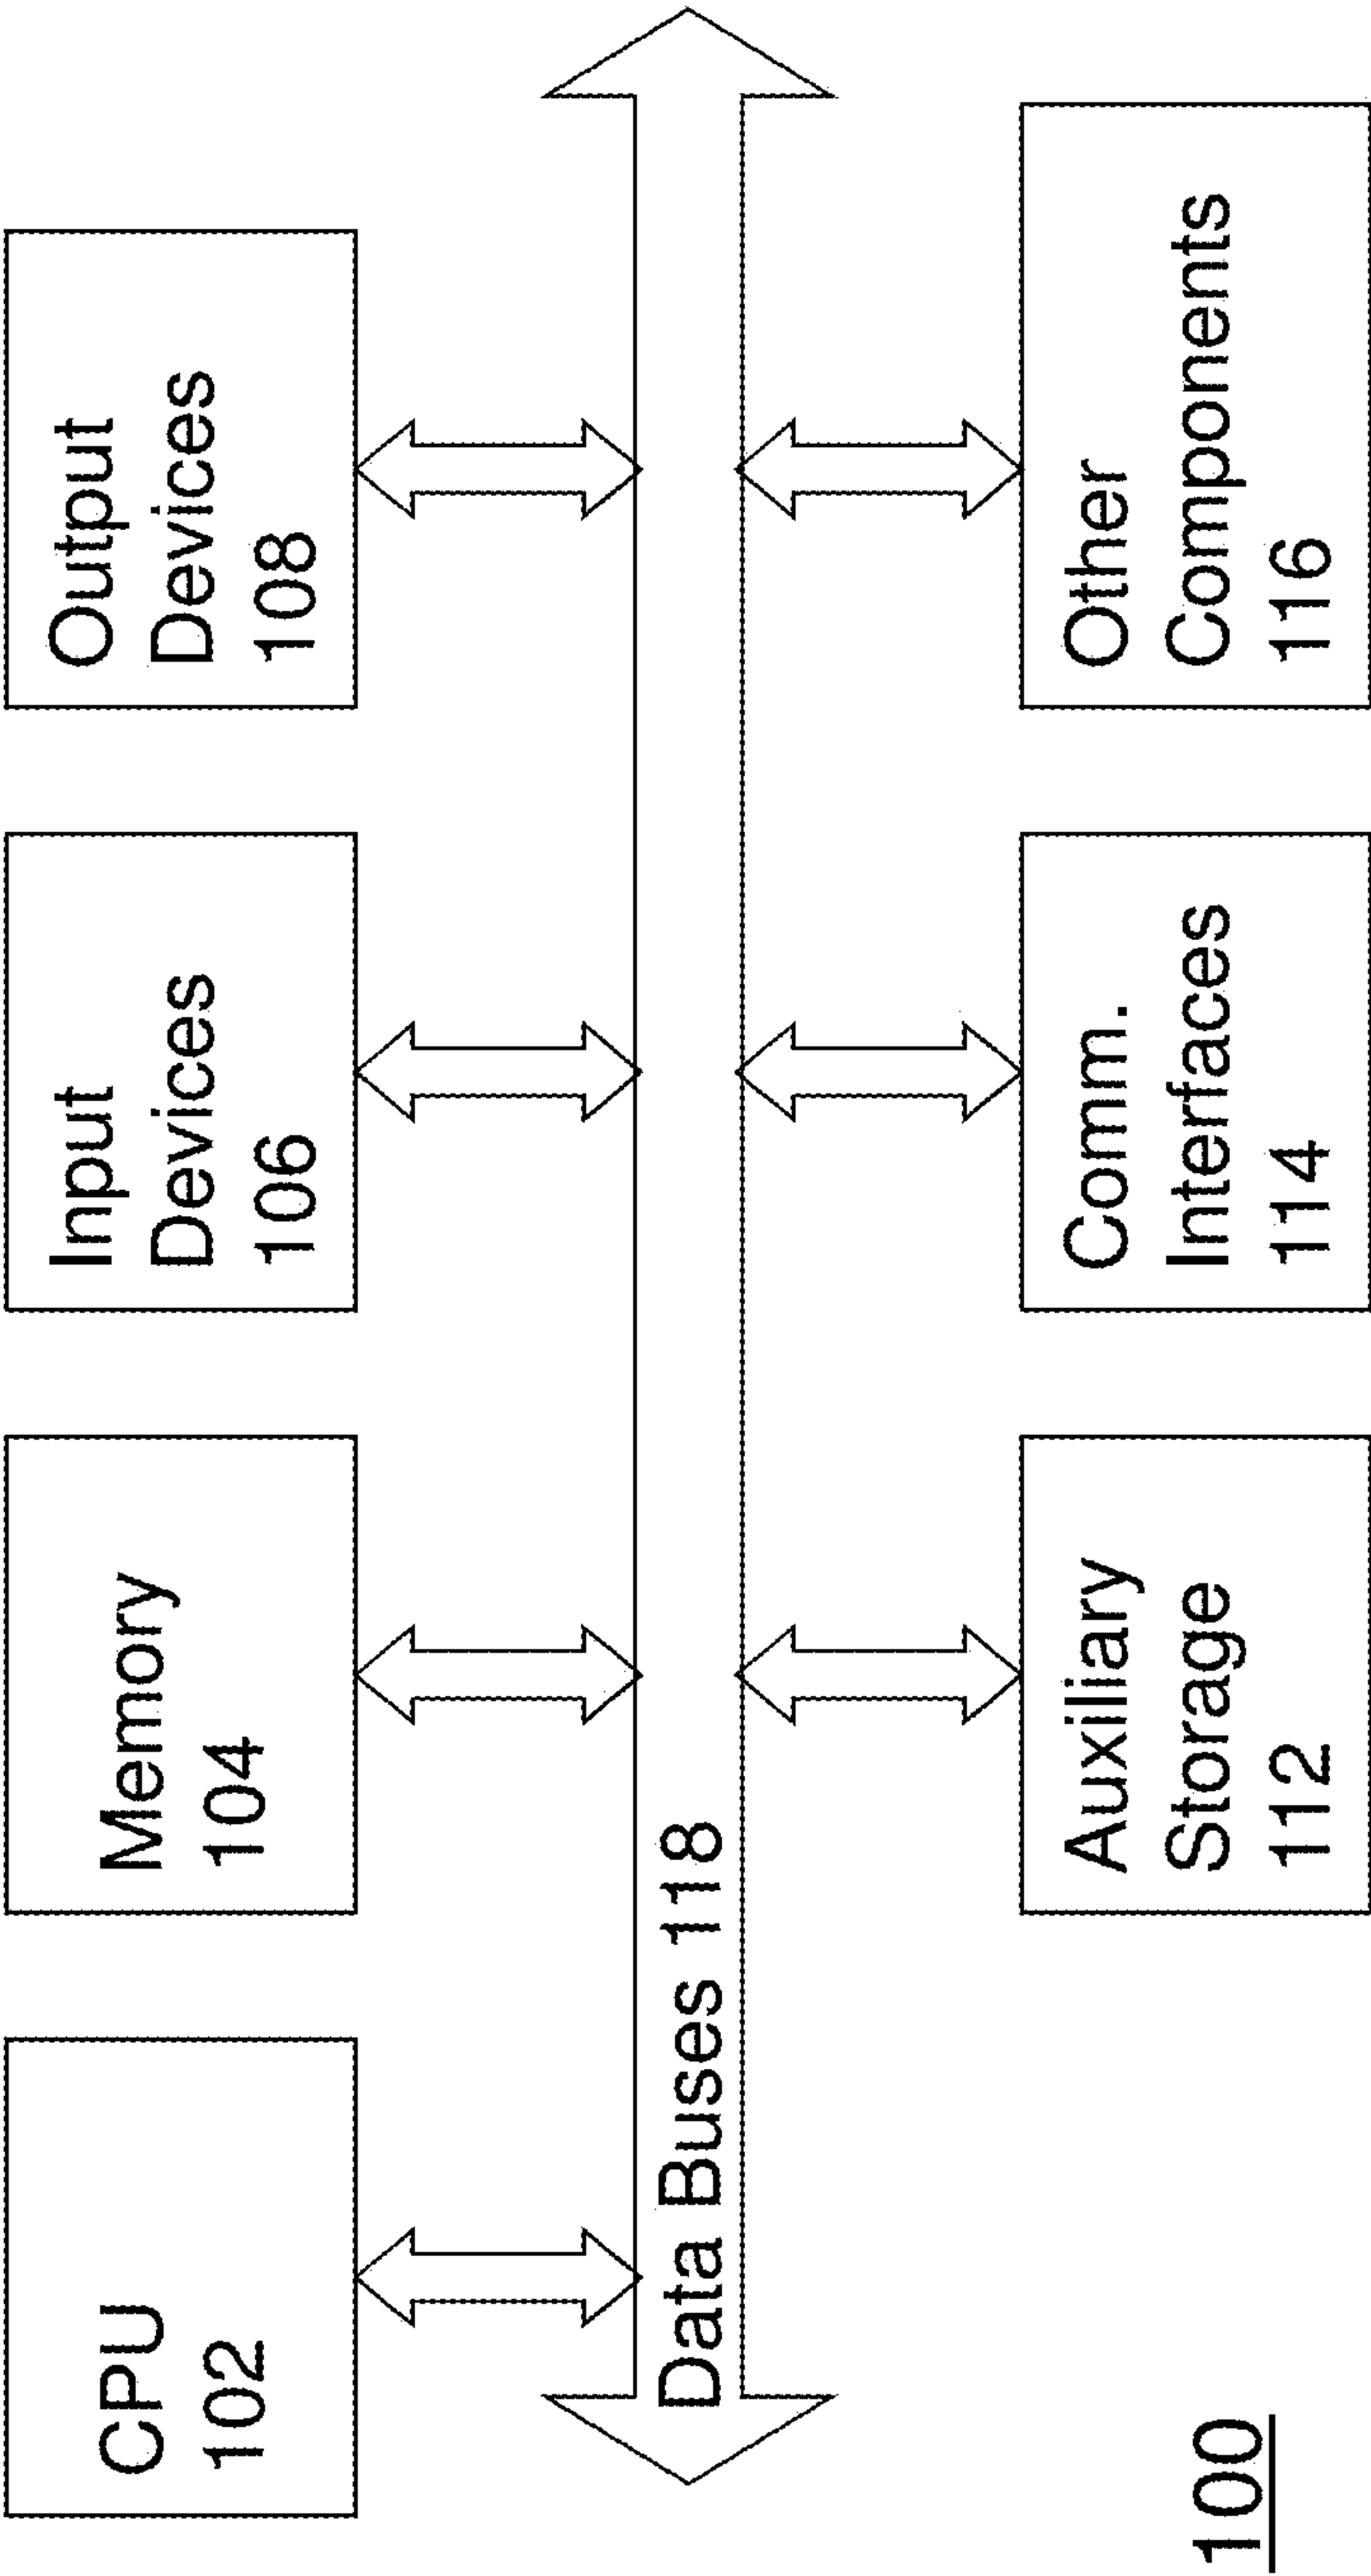 CPU
102
Memory
104
Input
Devices
106
Output
Devices
108
Data Buses 118
Auxiliary
Storage
112
Comm.
Interfaces
114
Other
Components
116
100